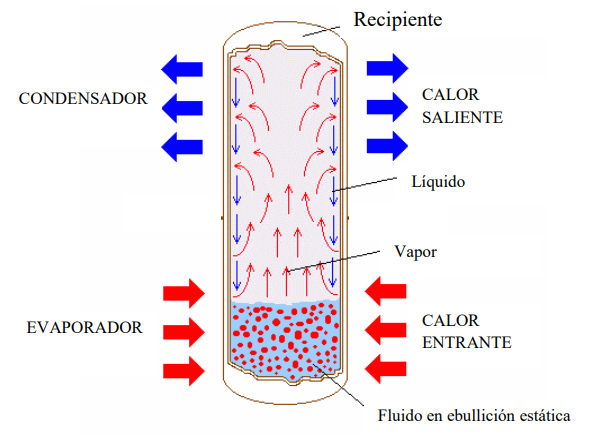 Recipiente
CONDENSADOR
CALOR
SALIENTE
Líquido
Vapor
EVAPORADOR
CALOR
ENTRANTE
Fluido en ebullición estática